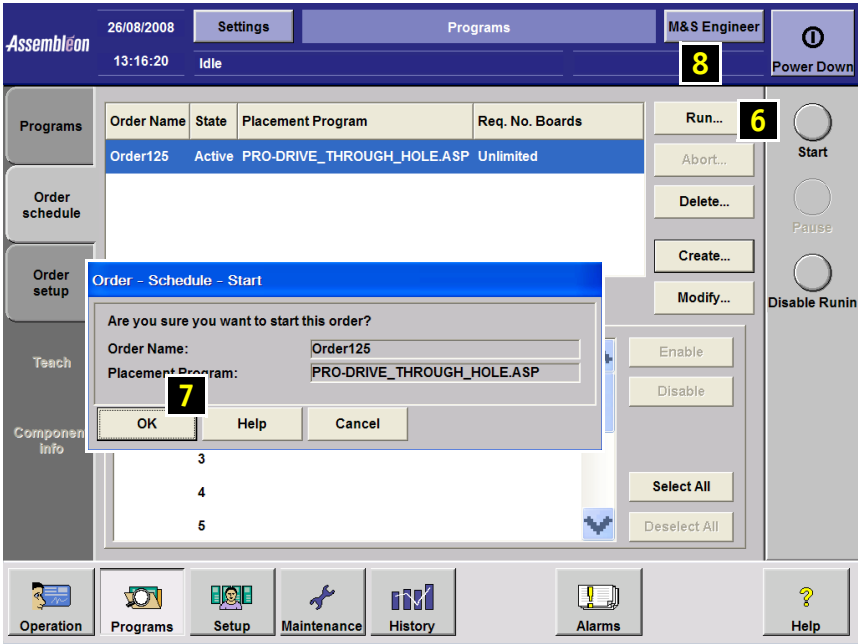 Assembléon
26/08/2008
13:16:20
Settings
Programs
Idle
M&S Engineer
8
Power Down
Programs
Order
schedule
Order
setup
Teach
Componen
Info
Order Name State Placement Program Req. No. Boards
Order125 Active PRO-DRIVE_THROUGH_HOLE.ASP Unlimited
Run...
6
Abort...
Delete...
Create...
Modify...
Start
Pause
Disable Runin
Order - Schedule - Start
Are you sure you want to start this order?
Order Name: Order125
Placement Program: PRO-DRIVE_THROUGH_HOLE.ASP
7
OK Help Cancel
3
4
5
Enable
Disable
Select All
Deselect All
Operation
Programs
Setup
Maintenance
History
Alarms
Help